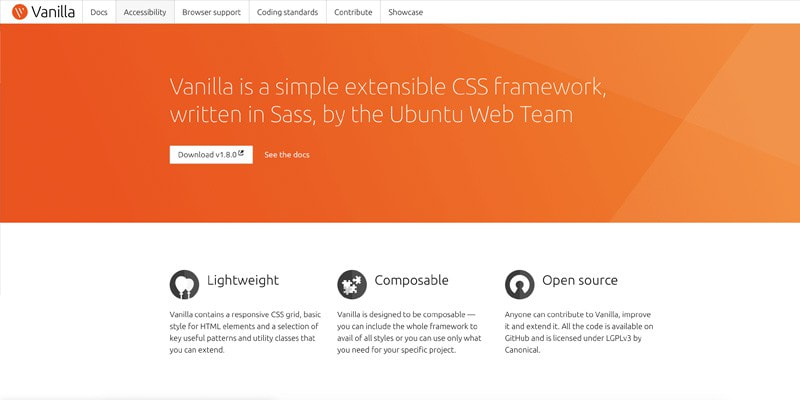 Vanilla
Docs
Accessibility
Browser support
Coding standards
Contribute
Showcase
Vanilla is a simple extensible CSS framework,
written in Sass, by the Ubuntu Web Team
Download v1.8.0
See the docs
Lightweight
Vanilla contains a responsive CSS grid, basic
style for HTML elements and a selection of
key useful patterns and utility classes that
you can extend.
Composable
Vanilla is designed to be composable —
you can include the whole framework to
avail of all styles or you can use only what
you need for your specific project.
Open source
Anyone can contribute to Vanilla, improve
it and extend it. All the code is available on
GitHub and is licensed under LGPLv3 by
Canonical.